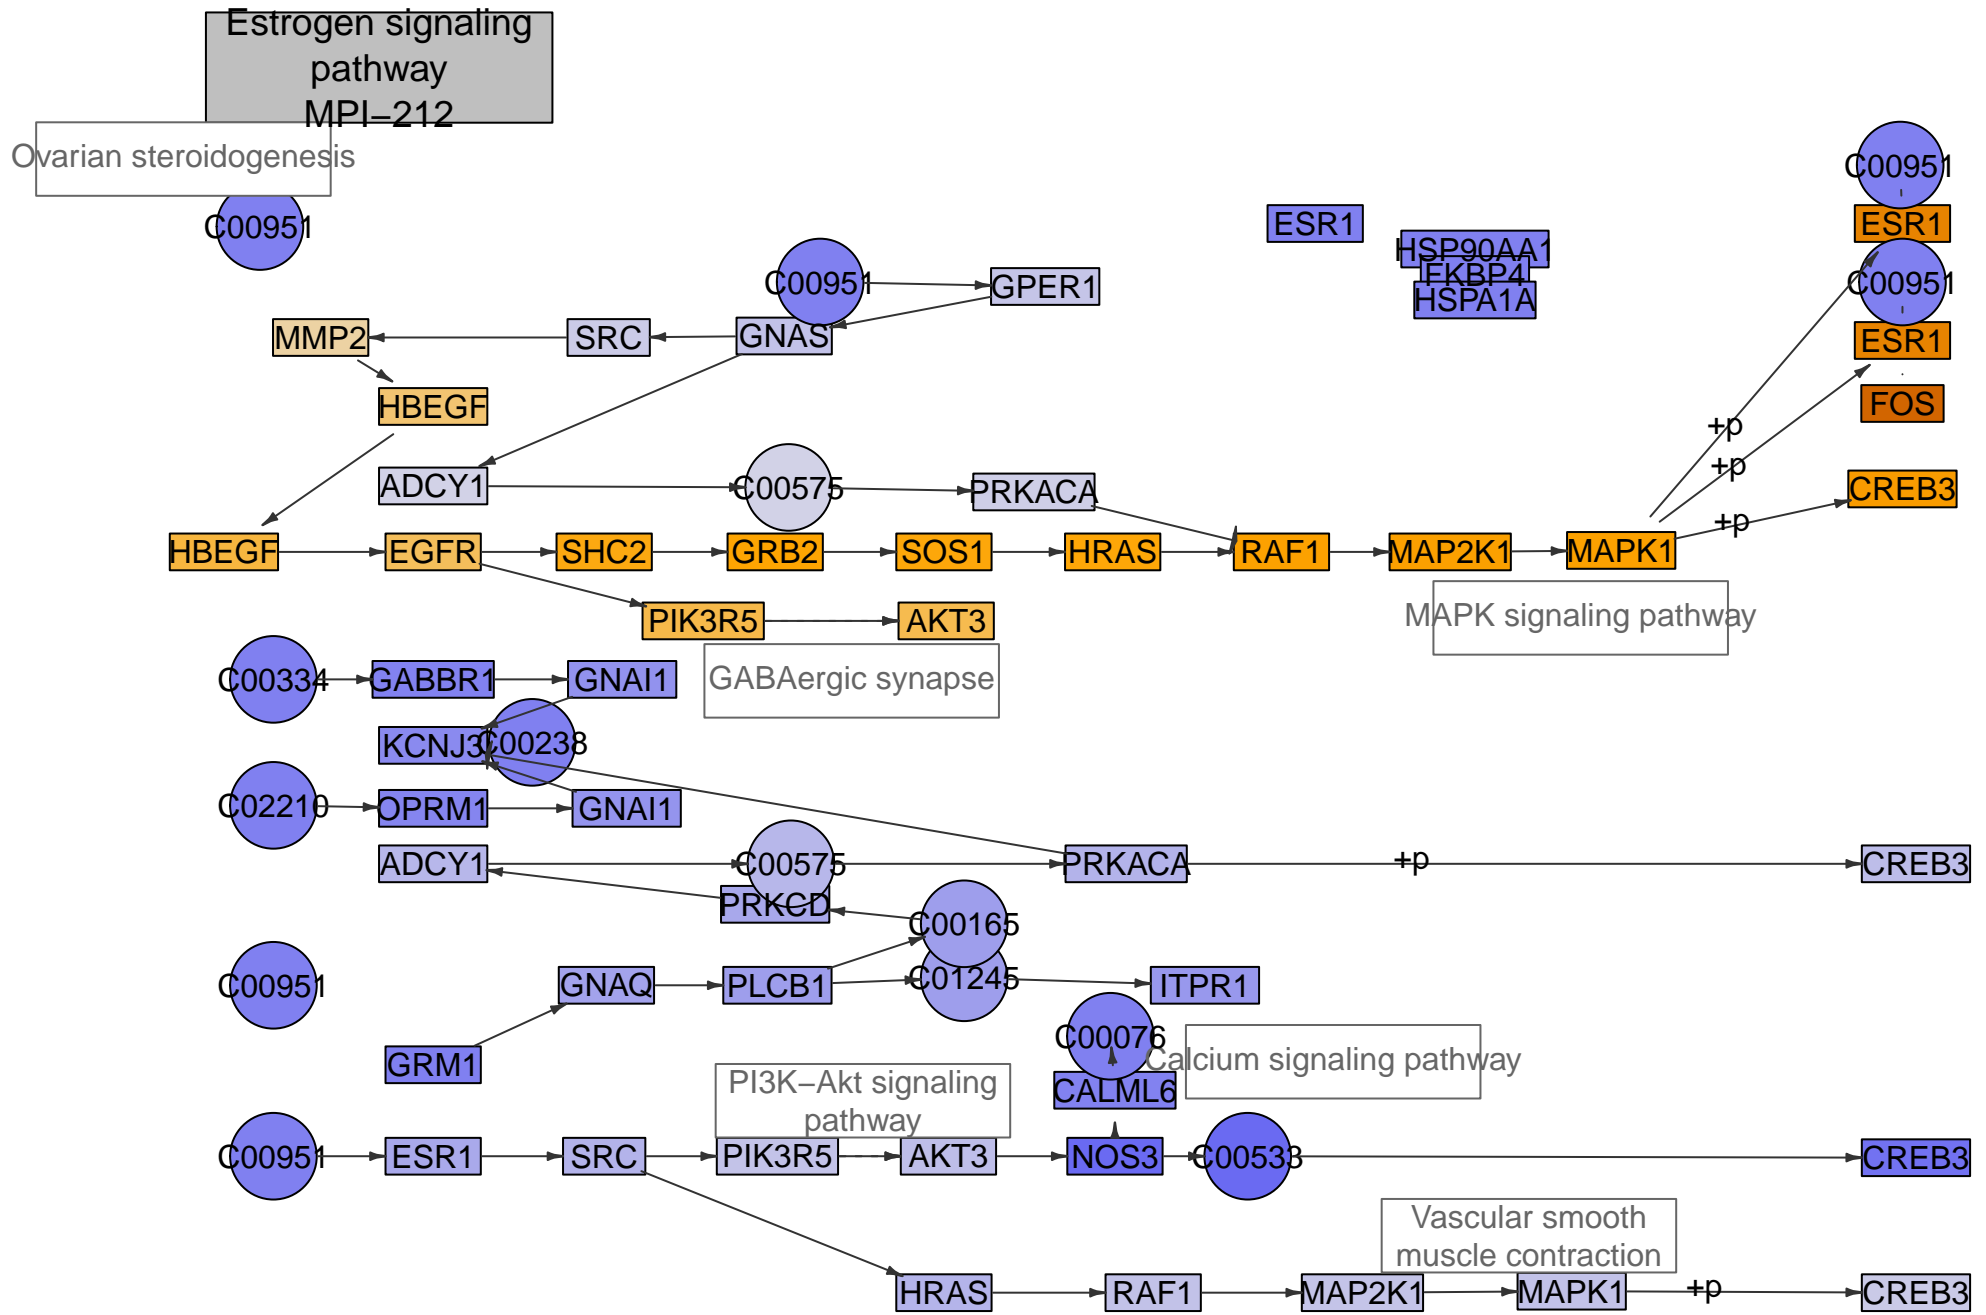 Estrogen signaling
pathway
MPI−212
Ovarian steroidogenesis
C00951
C00951
ESR1
C00951
ESR1
HSP90AA1
FKBP4
HSPA1A
C00951
GPER1
C00951
ESR1
MMP2
SRC
GNAS
HBEGF
FOS
ADCY1
C00575
PRKACA
CREB3
+p
+p
+p
HBEGF
EGFR
SHC2
GRB2
SOS1
HRAS
RAF1
MAP2K1
MAPK1
PIK3R5
AKT3
MAPK signaling pathway
C00334
GABBR1
GNAI1
GABAergic synapse
KCNJ3
C00238
C02210
OPRM1
GNAI1
ADCY1
C00575
PRKACA
+p
CREB3
PRKCD
C00165
C00951
GNAQ
PLCB1
C01245
ITPR1
C00076
Calcium signaling pathway
GRM1
CALML6
PI3K−Akt signaling
pathway
C00951
ESR1
SRC
PIK3R5
AKT3
NOS3
C00533
CREB3
Vascular smooth
muscle contraction
HRAS
RAF1
MAP2K1
MAPK1
+p
CREB3